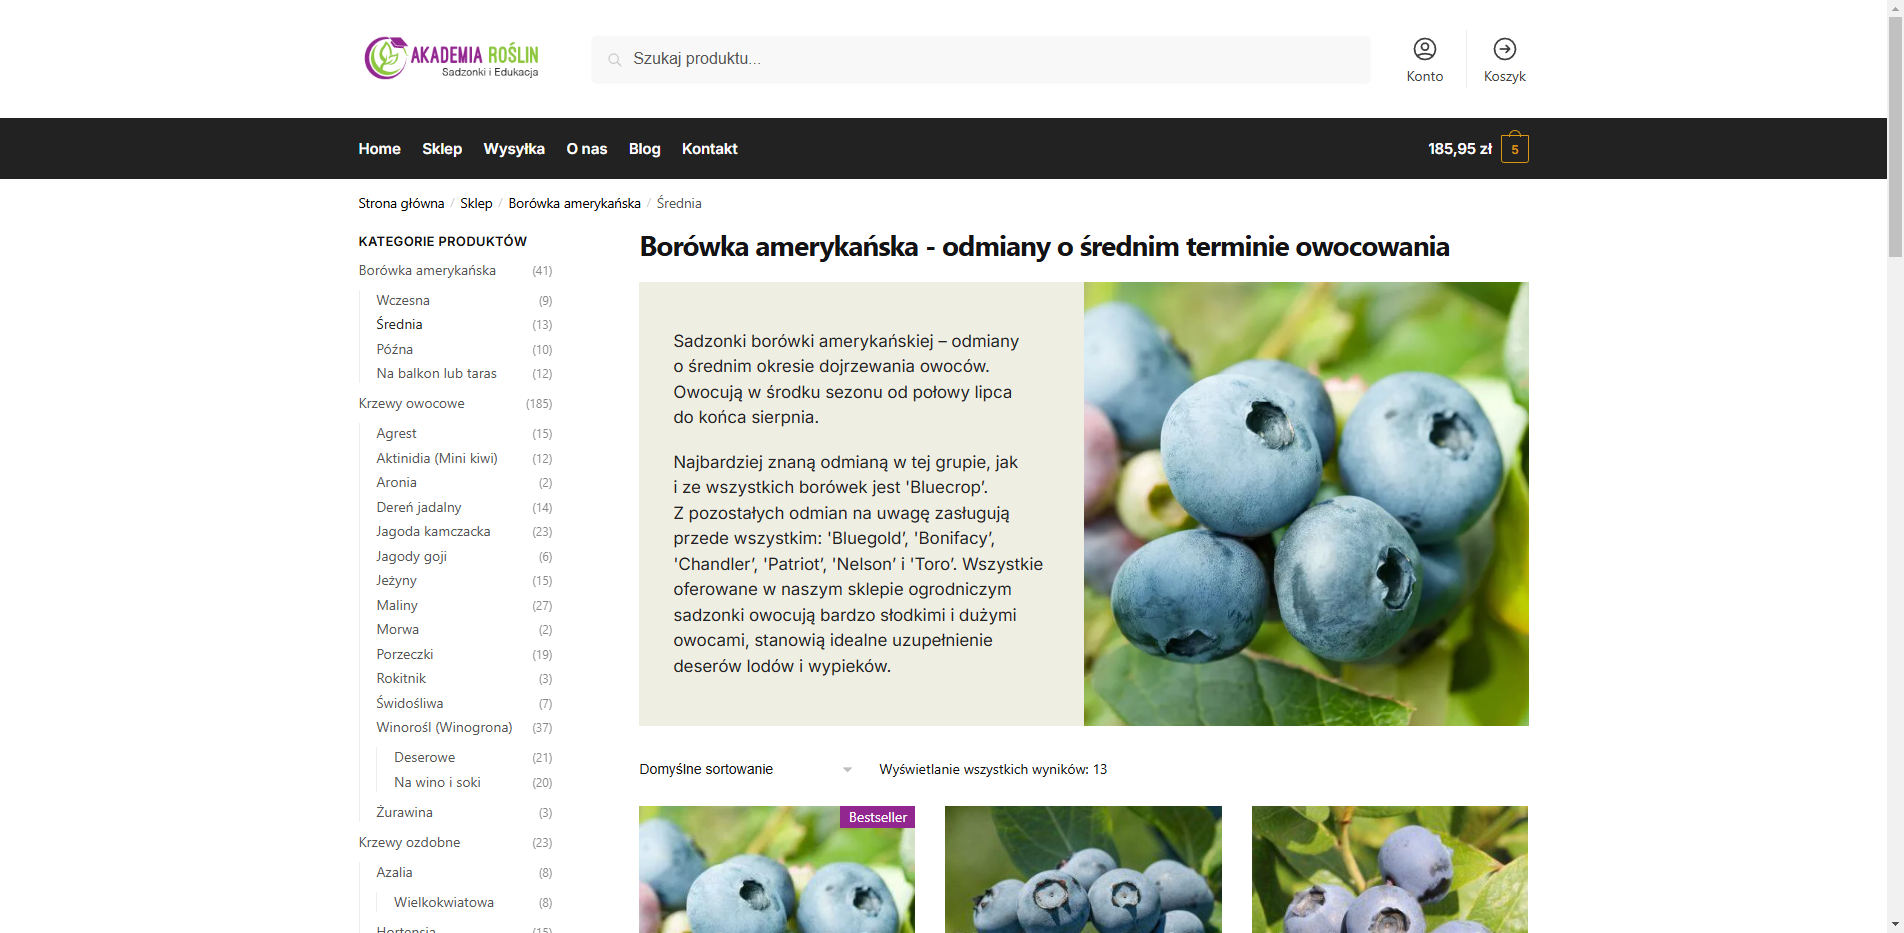 AKADEMIA ROŚLIN
Sadzonki i Edukacja
Szukaj produktu...
Konto
Koszyk
Home
Sklep
Wysyłka
O nas
Blog
Kontakt
185,95 zł
5
Strona główna / Sklep / Borówka amerykańska / Średnia
KATEGORIE PRODUKTÓW
Borówka amerykańska (41)
Wczesna (9)
Średnia (13)
Późna (10)
Na balkon lub taras (12)
Krzewy owocowe (185)
Agrest (15)
Aktinidia (Mini kiwi) (12)
Aronia (2)
Dereń jadalny (14)
Jagoda kamczacka (23)
Jagody goji (6)
Jeżyny (15)
Maliny (27)
Morwa (2)
Porzeczki (19)
Rokitnik (3)
Świdośliwa (7)
Winorośl (Winogrona) (37)
Deserowe (21)
Na wino i soki (20)
Żurawina (3)
Krzewy ozdobne (23)
Azalia (8)
Wielkokwiatowa (8)
Hortensja (15)
Borówka amerykańska - odmiany o średnim terminie owocowania
Sadzonki borówki amerykańskiej – odmiany
o średnim okresie dojrzewania owoców.
Owocują w środku sezonu od połowy lipca
do końca sierpnia.
Najbardziej znaną odmianą w tej grupie, jak
i ze wszystkich borówek jest 'Bluecrop’.
Z pozostałych odmian na uwagę zasługują
przede wszystkim: 'Bluegold’, 'Bonifacy’,
'Chandler’, 'Patriot’, 'Nelson’ i 'Toro’. Wszystkie
oferowane w naszym sklepie ogrodniczym
sadzonki owocują bardzo słodkimi i dużymi
owocami, stanowią idealne uzupełnienie
deserów lodów i wypieków.
Domyślne sortowanie
Wyświetlanie wszystkich wyników: 13
Bestseller